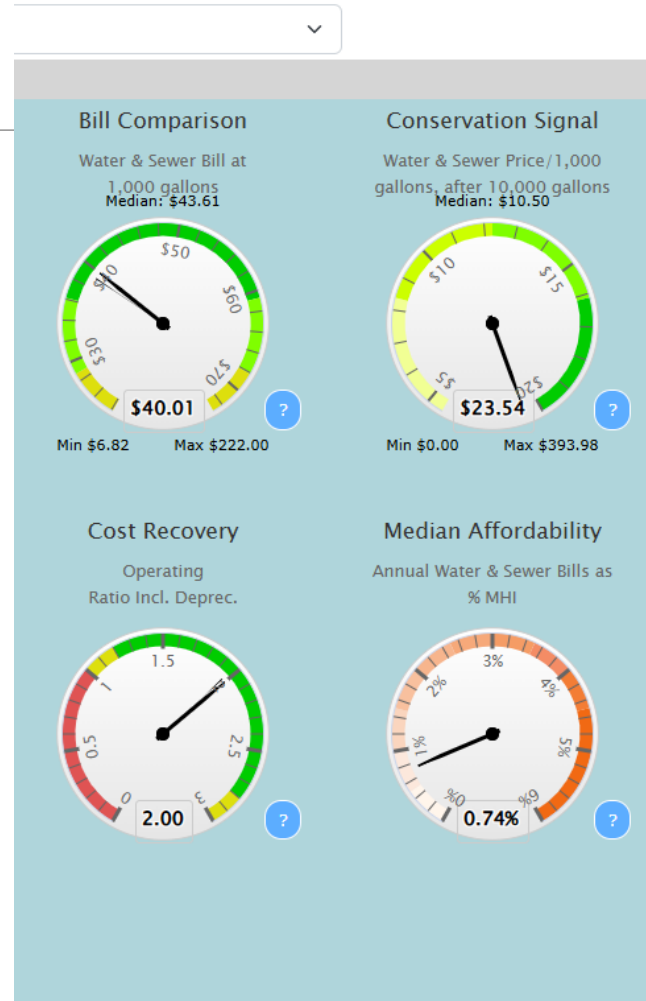 Bill Comparison
Water & Sewer Bill at
1,000 gallons
Median: $43.61
$30
$40
$50
$60
$70
$40.01
?
Min $6.82 Max $222.00
Conservation Signal
Water & Sewer Price/1,000
gallons, after 10,000 gallons
Median: $10.50
$5
$10
$15
$20
$23.54
?
Min $0.00 Max $393.98
Cost Recovery
Operating
Ratio Incl. Deprec.
0
0.5
1
1.5
2
2.5
3
2.00
?
Median Affordability
Annual Water & Sewer Bills as
% MHI
0%
1%
2%
3%
4%
5%
6%
0.74%
?